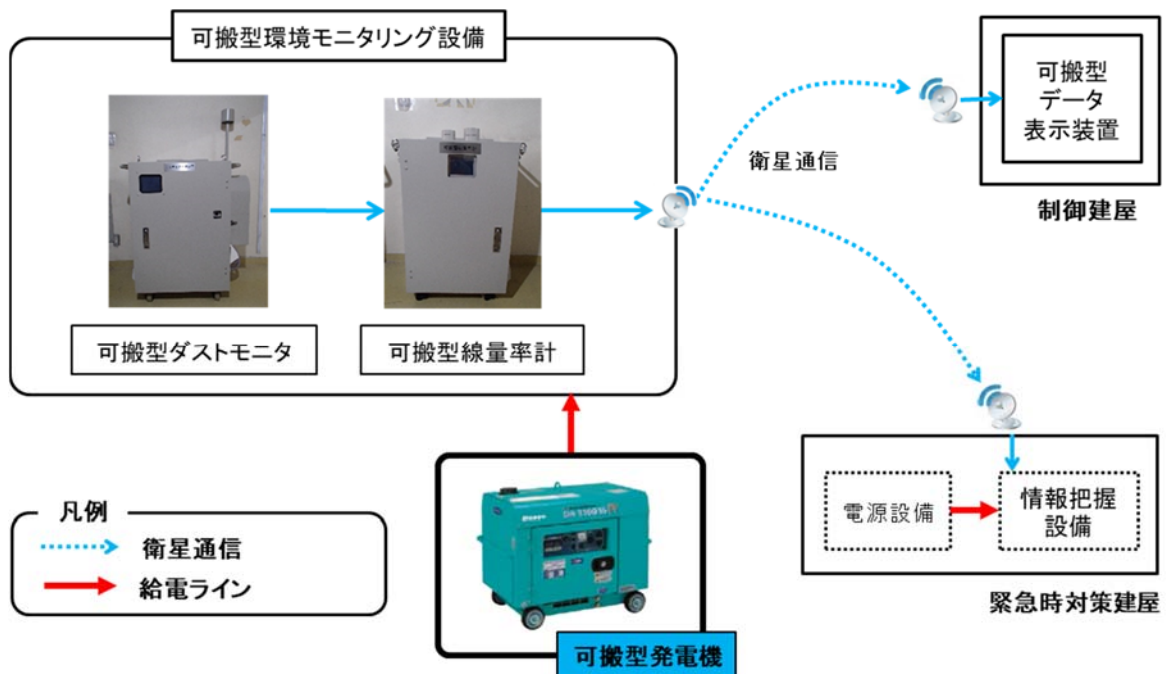 可搬型環境モニタリング設備
可搬型
データ
表示装置
制御建屋
衛星通信
可搬型ダストモニタ
可搬型線量率計
電源設備
情報把握
設備
緊急時対策建屋
凡例
衛星通信
給電ライン
可搬型発電機